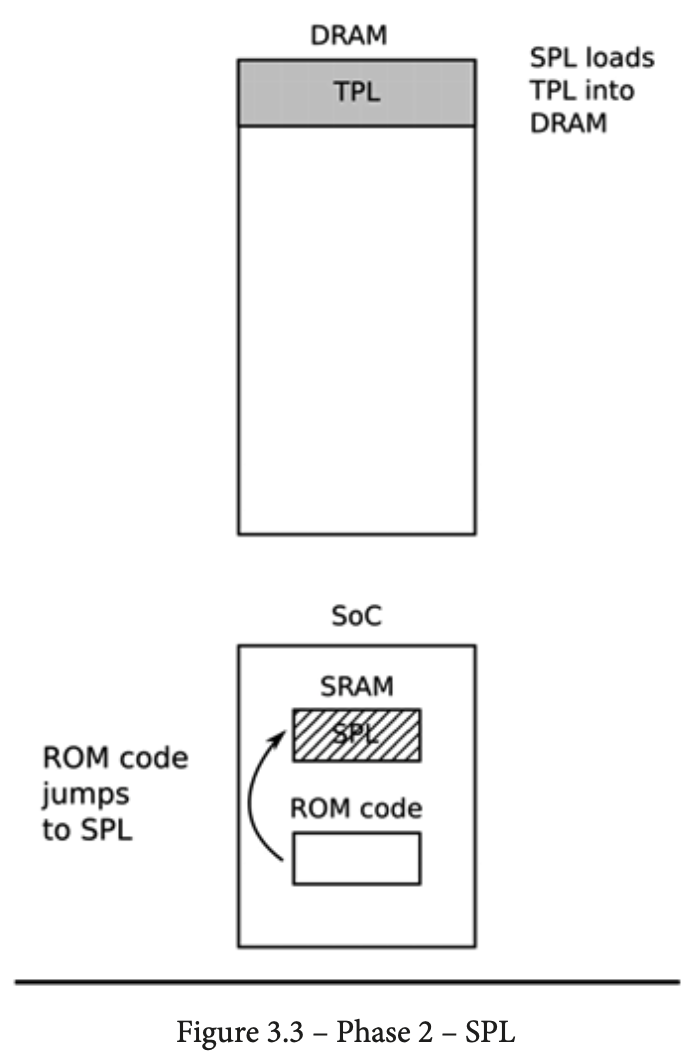 DRAM
TPL
SPL loads
TPL into
DRAM
SoC
SRAM
SPL
ROM code
jumps
to SPL
ROM code
Figure 3.3 – Phase 2 – SPL